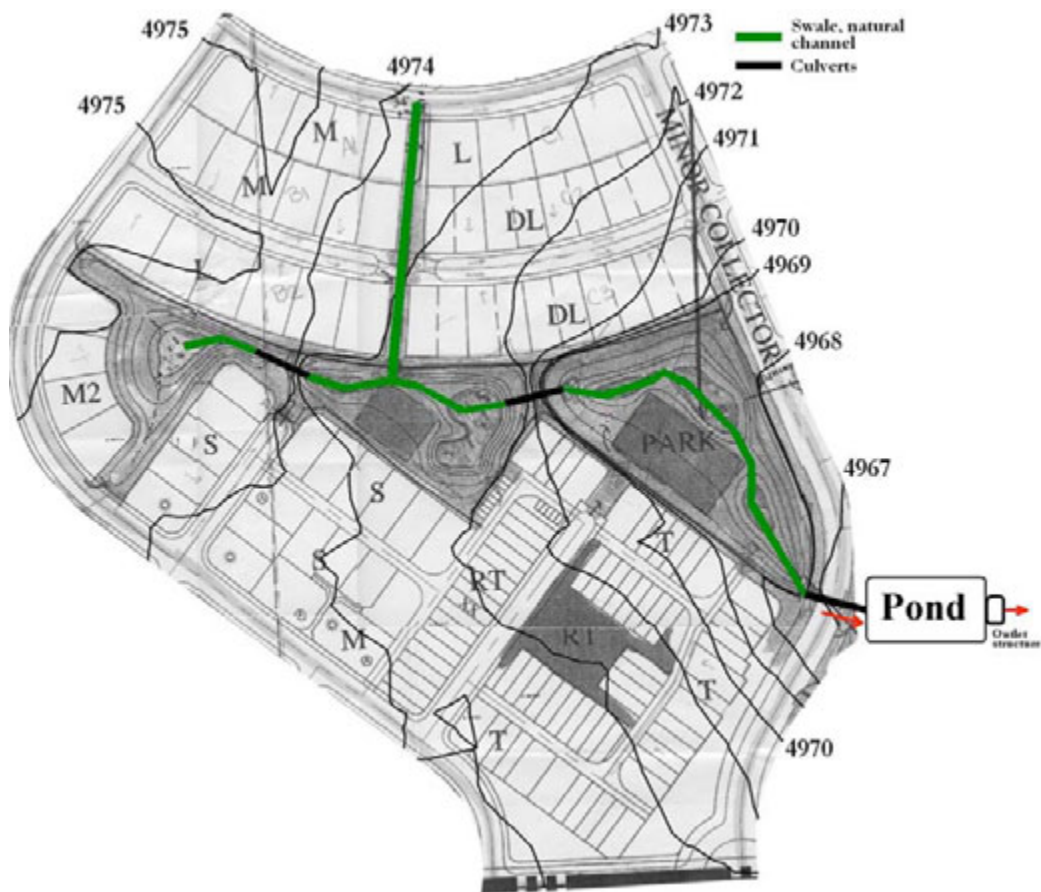 4975
4974
4973
Swale, natural
channel
Culverts
4975
4972
4971
M
L
MINOR COLLECTOR
M
DL
4970
4969
L
DL
4968
M2
S
PARK
4967
S
T
S
RT
Pond
Outlet
structure
M
RT
T
T
4970